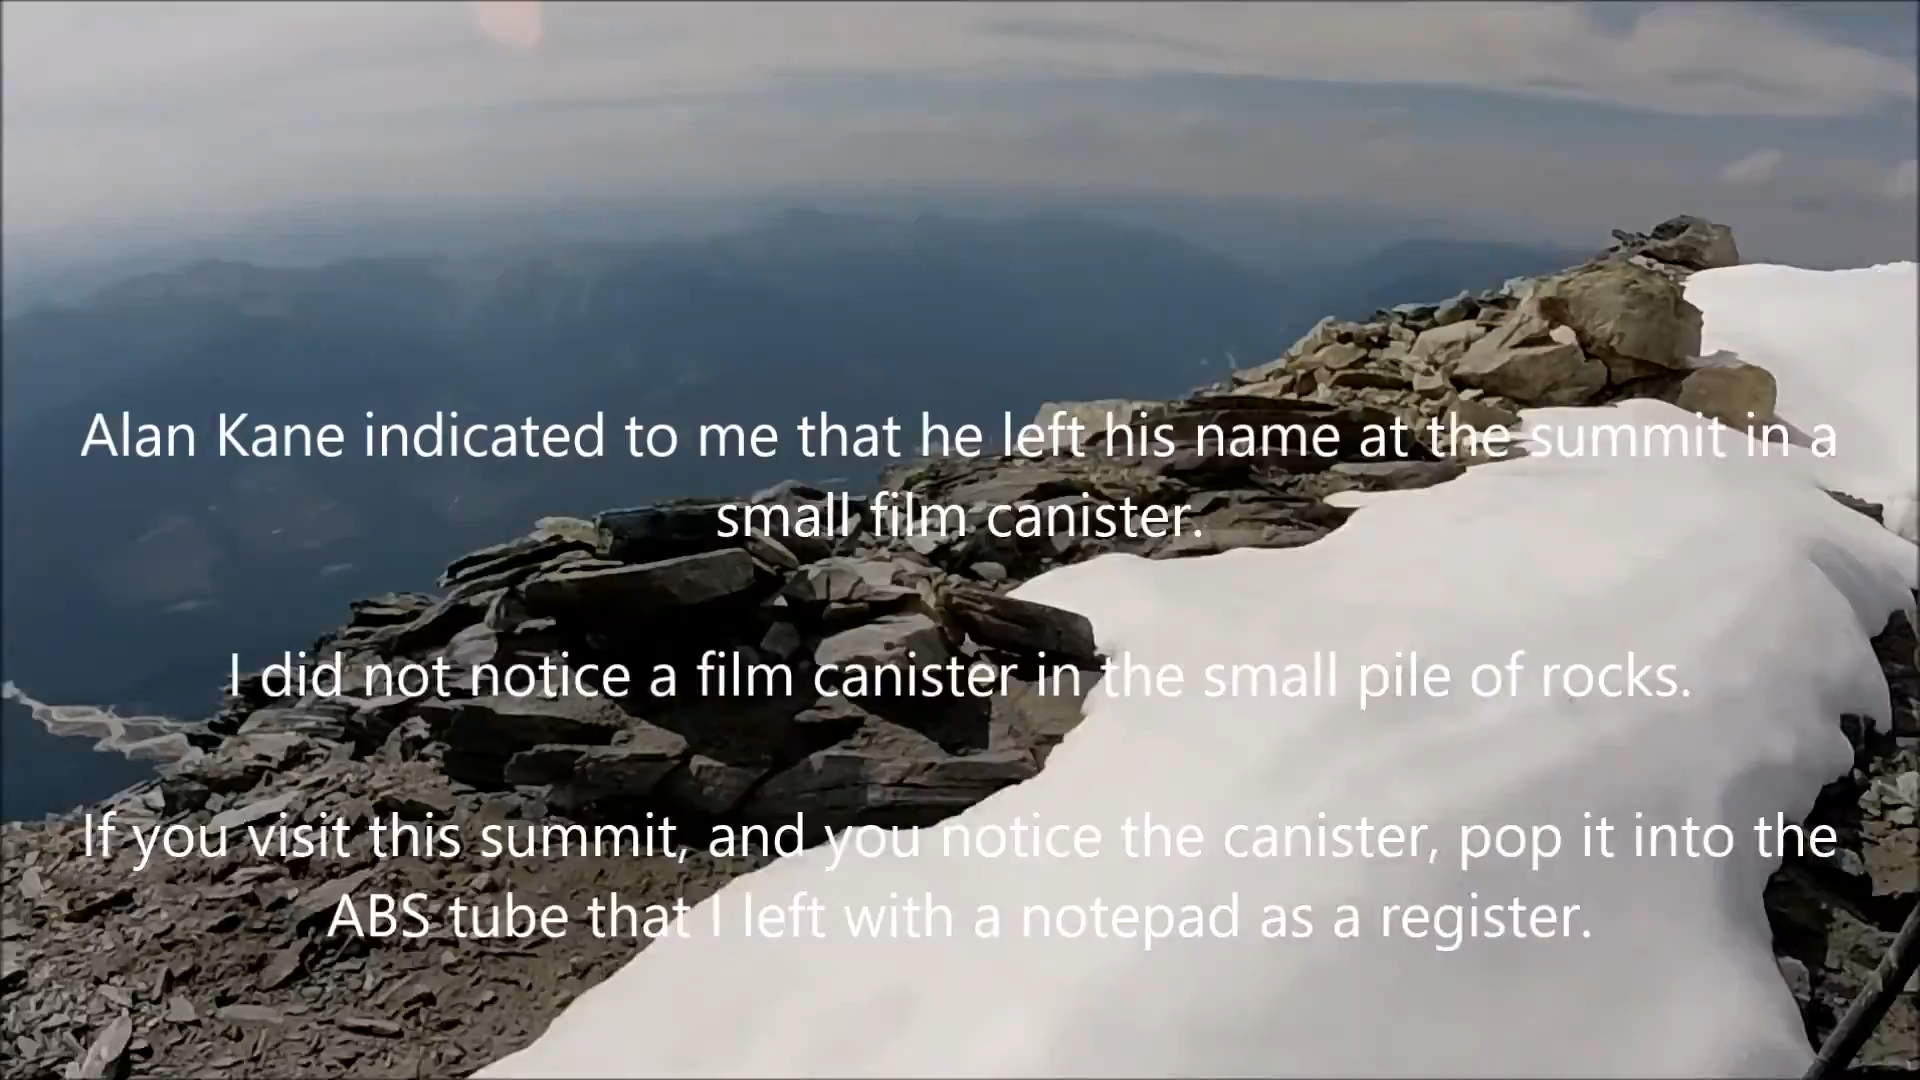 Alan Kane indicated to me that he left his name at the summit in a
small film canister.
I did not notice a film canister in the small pile of rocks.
If you visit this summit, and you notice the canister, pop it into the
ABS tube that I left with a notepad as a register.